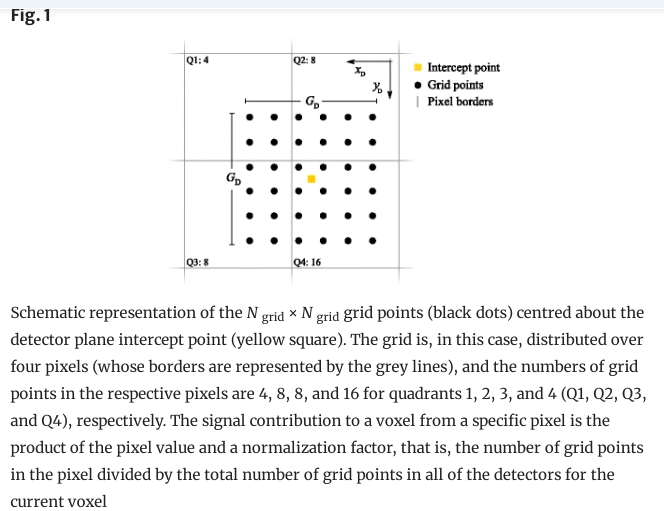 Fig. 1
Q1: 4
Q2: 8
x_D
y_D
Intercept point
Grid points
Pixel borders
G_D
G_D
Q3: 8
Q4: 16
Schematic representation of the N grid × N grid grid points (black dots) centred about the
detector plane intercept point (yellow square). The grid is, in this case, distributed over
four pixels (whose borders are represented by the grey lines), and the numbers of grid
points in the respective pixels are 4, 8, 8, and 16 for quadrants 1, 2, 3, and 4 (Q1, Q2, Q3,
and Q4), respectively. The signal contribution to a voxel from a specific pixel is the
product of the pixel value and a normalization factor, that is, the number of grid points
in the pixel divided by the total number of grid points in all of the detectors for the
current voxel